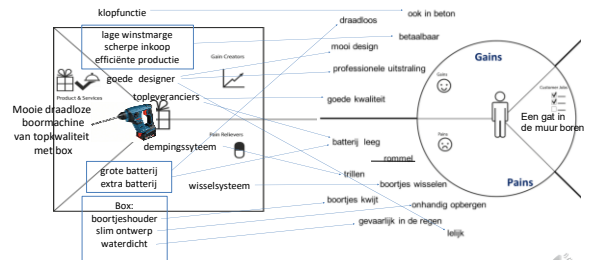 klopfunctie
lage winstmarge
scherpe inkoop
efficiënte productie
Gain Creators
Product & Services
goede designer
topleveranciers
Mooie draadloze
boormachine
van topkwaliteit
met box
Pain Relievers
dempingsyteem
grote batterij
extra batterij
wisselsysteem
Box:
boortjeshouder
slim ontwerp
waterdicht
draadloos
ook in beton
betaalbaar
mooi design
professionele uitstraling
goede kwaliteit
batterij leeg
rommel
trillen
boortjes wisselen
boortjes kwijt
onhandig opbergen
gevaarlijk in de regen
lelijk
Gains
Gains
Customer Jobs
Een gat in
de muur boren
Pains
Pains